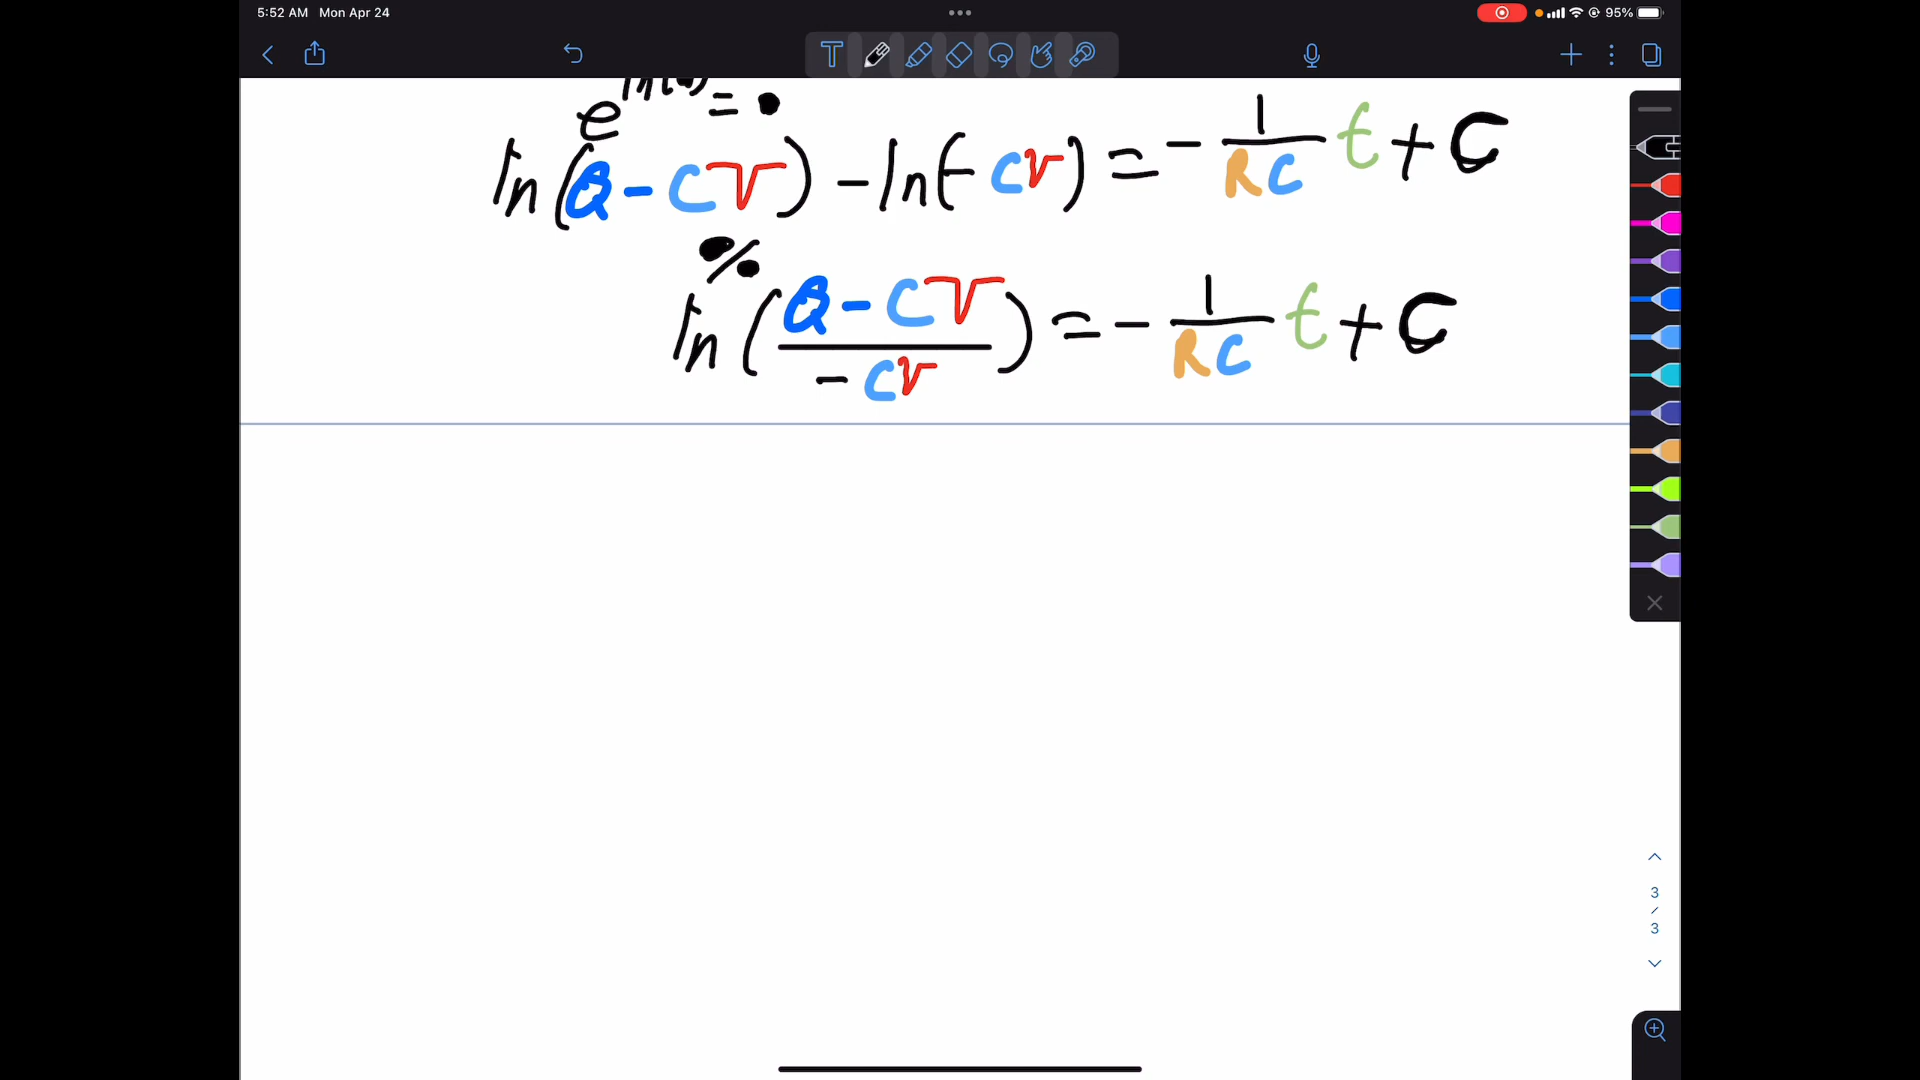 5:52 AM Mon Apr 24
95%
T
e^ln(•) = •
ln(Q - CV) - ln(- CV) = - 1/RC t + C
•/•
ln(Q - CV / - CV) = - 1/RC t + C
3
/
3